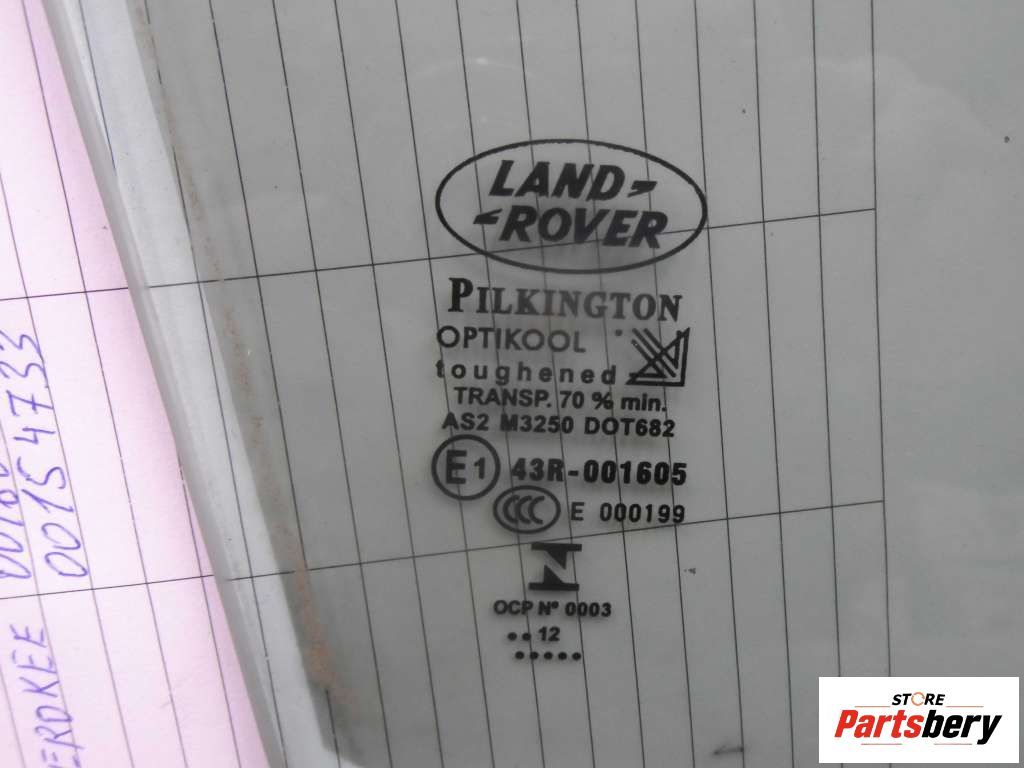 LAND
ROVER
PILKINGTON
OPTIKOOL
toughened
TRANSP. 70 % mIn.
AS2 M3250 DOT682
E1 43R-001605
CCC E 000199
OCP Nº 0003
•• 12
•••••
0015 4733
STORE
Partsbery